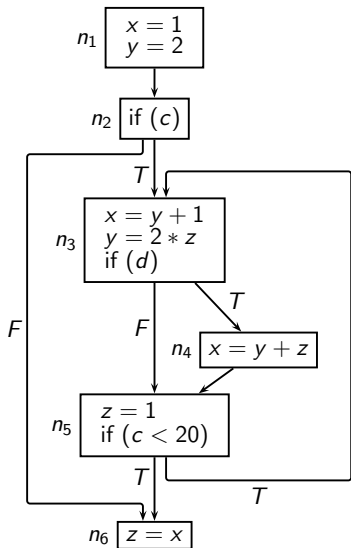 n1
x = 1
y = 2
n2
if (c)
T
x = y + 1
n3
y = 2 * z
if (d)
T
F
F
n4
x = y + z
z = 1
n5
if (c < 20)
T
T
n6
z = x